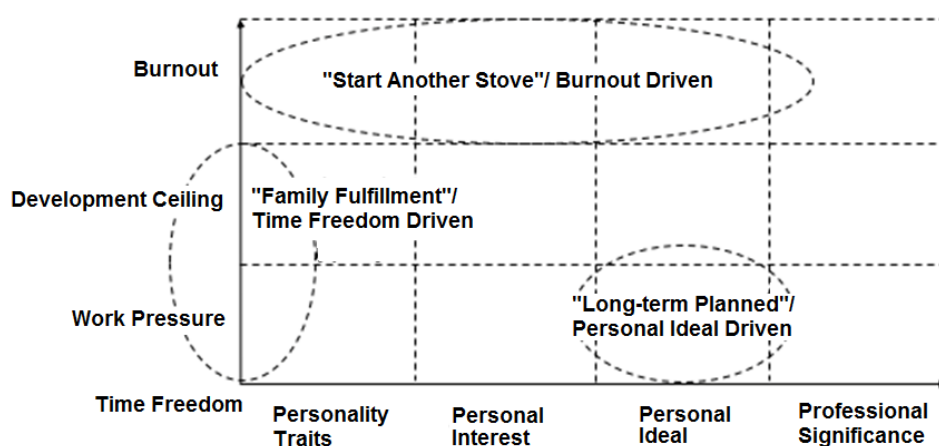 Burnout
"Start Another Stove"/ Burnout Driven
Development Ceiling
"Family Fulfillment"/
Time Freedom Driven
Work Pressure
"Long-term Planned"/
Personal Ideal Driven
Time Freedom
Personality
Traits
Personal
Interest
Personal
Ideal
Professional
Significance